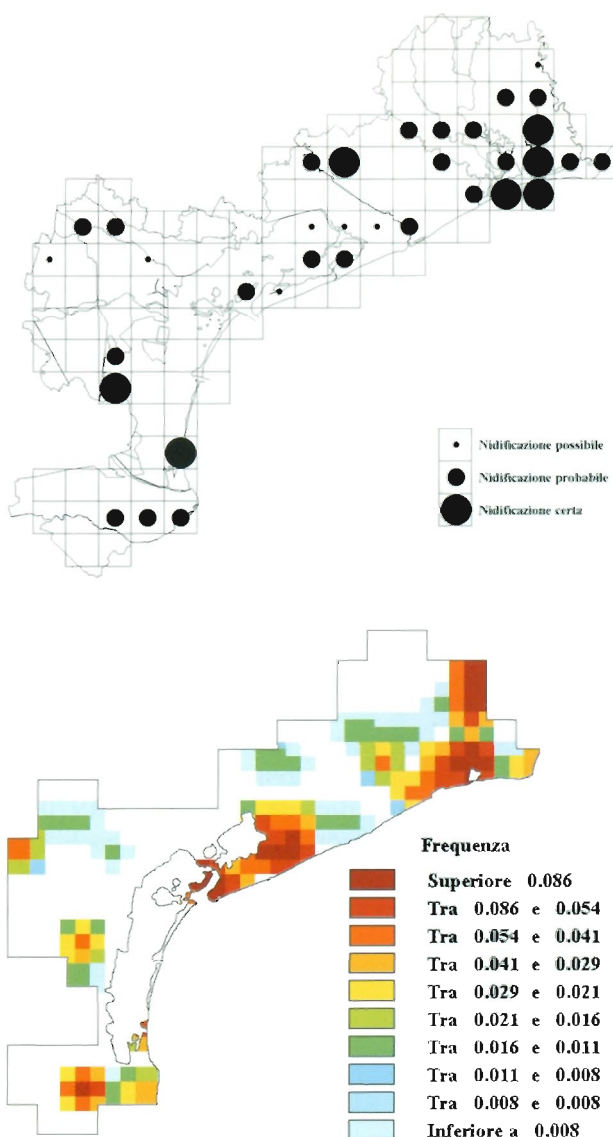 Nidificazione possibile
Nidificazione probabile
Nidificazione certa
Frequenza
Superiore 0.086
Tra 0.086 e 0.054
Tra 0.054 e 0.041
Tra 0.041 e 0.029
Tra 0.029 e 0.021
Tra 0.021 e 0.016
Tra 0.016 e 0.011
Tra 0.011 e 0.008
Tra 0.008 e 0.008
Inferiore a 0.008